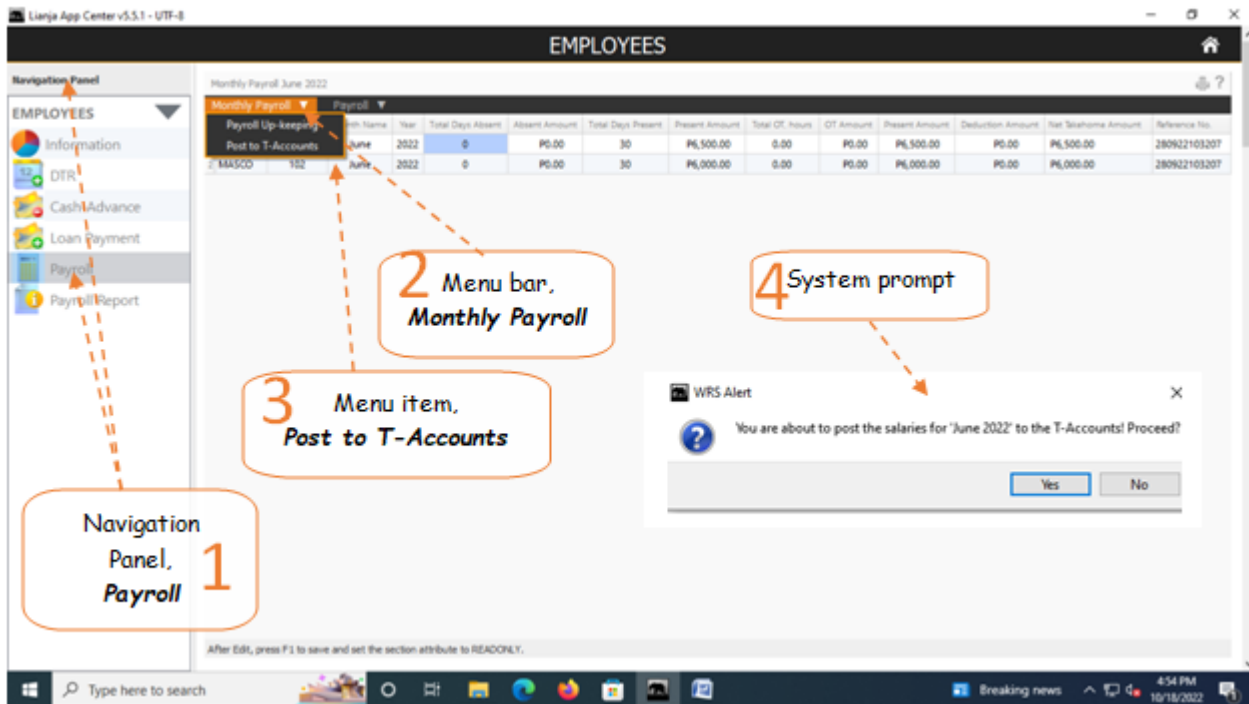 Lianja App Center v5.5.1 - UTF-8
EMPLOYEES
Navigation Panel
Monthly Payroll June 2022
EMPLOYEES
Monthly Payroll Payroll
Information
DTR
Cash Advance
Loan Payment
Payroll
Payroll Report
Payroll Up-keeping
Post to T-Accounts
Name Year Total Days Absent Absent Amount Total Days Present Present Amount Total OT. hours OT Amount Present Amount Deduction Amount Net Takehome Amount Reference No.
June 2022 0 P0.00 30 P6,500.00 0.00 P0.00 P6,500.00 P0.00 P6,500.00 280922103207
MASCO 102 June 2022 0 P0.00 30 P6,000.00 0.00 P0.00 P6,000.00 P0.00 P6,000.00 280922103207
2
Menu bar,
Monthly Payroll
4
System prompt
3
Menu item,
Post to T-Accounts
WRS Alert
You are about to post the salaries for 'June 2022' to the T-Accounts! Proceed?
Yes No
Navigation
Panel,
Payroll
1
After Edit, press F1 to save and set the section attribute to READONLY.
Type here to search
Breaking news
4:54 PM
10/18/2022